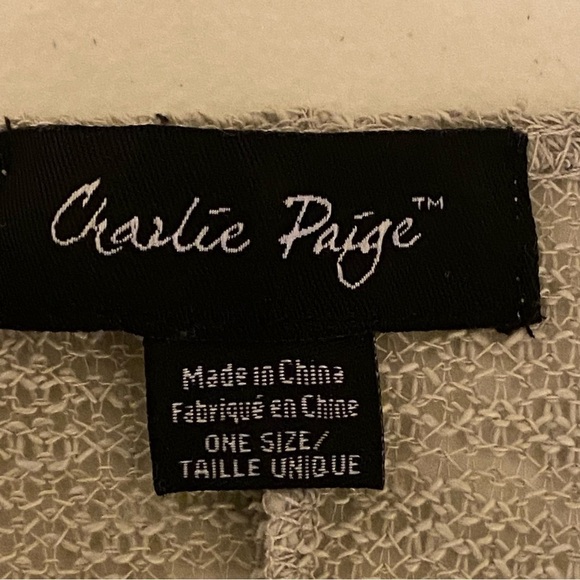 Charlie Paige™
Made in China
Fabriqué en Chine
ONE SIZE/
TAILLE UNIQUE